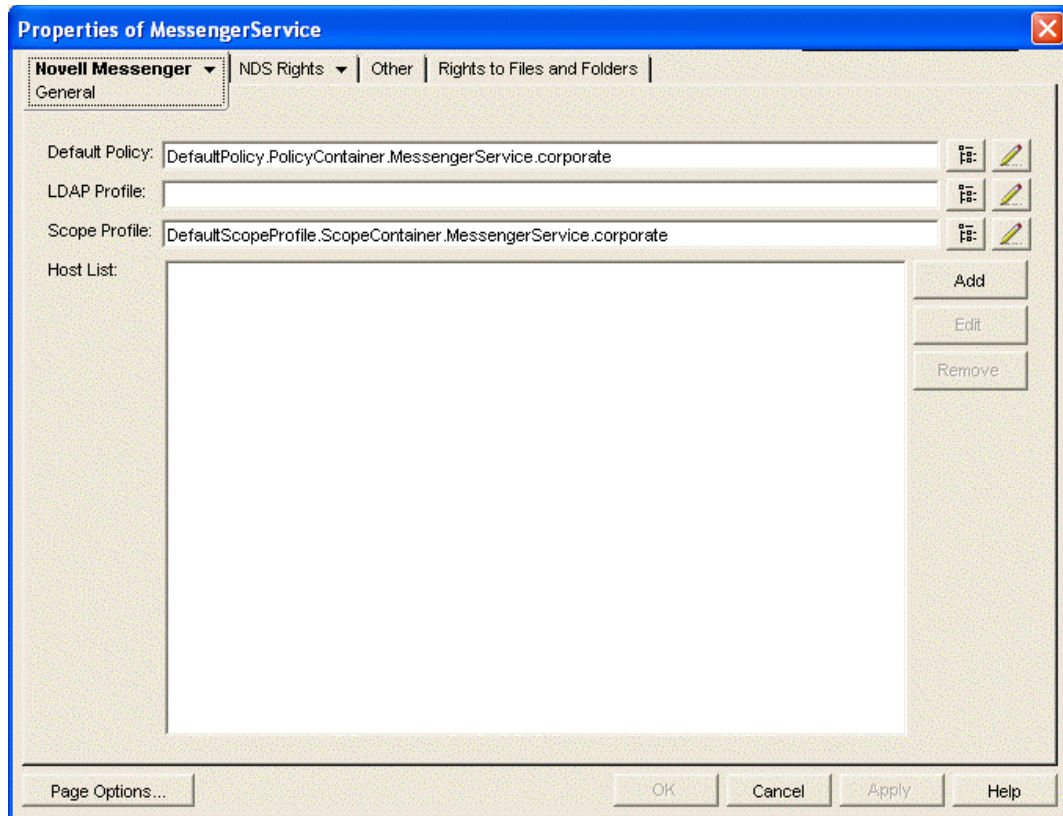 Properties of MessengerService
Novell Messenger NDS Rights Other Rights to Files and Folders
General
Default Policy: DefaultPolicy.PolicyContainer.MessengerService.corporate
LDAP Profile:
Scope Profile: DefaultScopeProfile.ScopeContainer.MessengerService.corporate
Host List:
Add
Edit
Remove
Page Options... OK Cancel Apply Help